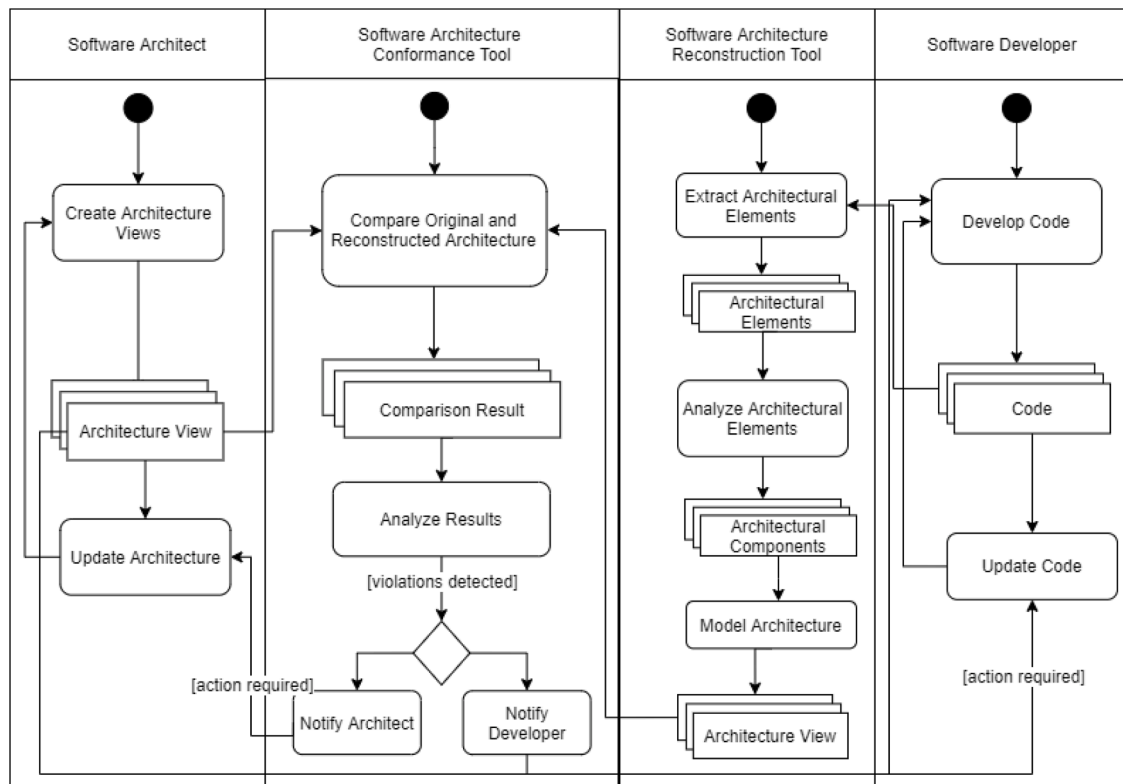 Software Architect
Software Architecture
Conformance Tool
Software Architecture
Reconstruction Tool
Software Developer
Create Architecture
Views
Compare Original and
Reconstructed Architecture
Extract Architectural
Elements
Develop Code
Architectural
Elements
Architecture View
Comparison Result
Analyze Architectural
Elements
Code
Update Architecture
Analyze Results
Architectural
Components
Update Code
[violations detected]
Model Architecture
[action required]
[action required]
Notify Architect
Notify
Developer
Architecture View